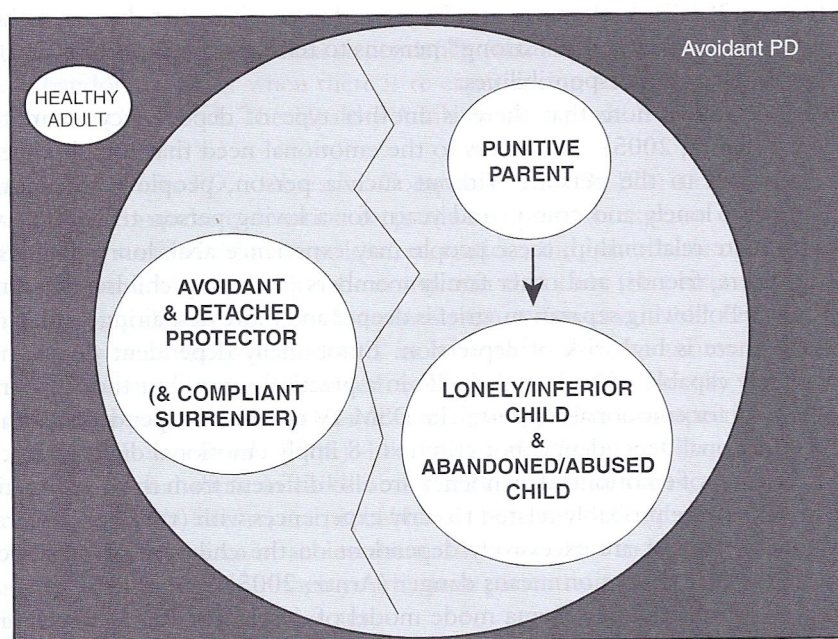 Avoidant PD
HEALTHY
ADULT
PUNITIVE
PARENT
AVOIDANT
& DETACHED
PROTECTOR
(& COMPLIANT
SURRENDER)
LONELY/INFERIOR
CHILD
&
ABANDONED/ABUSED
CHILD